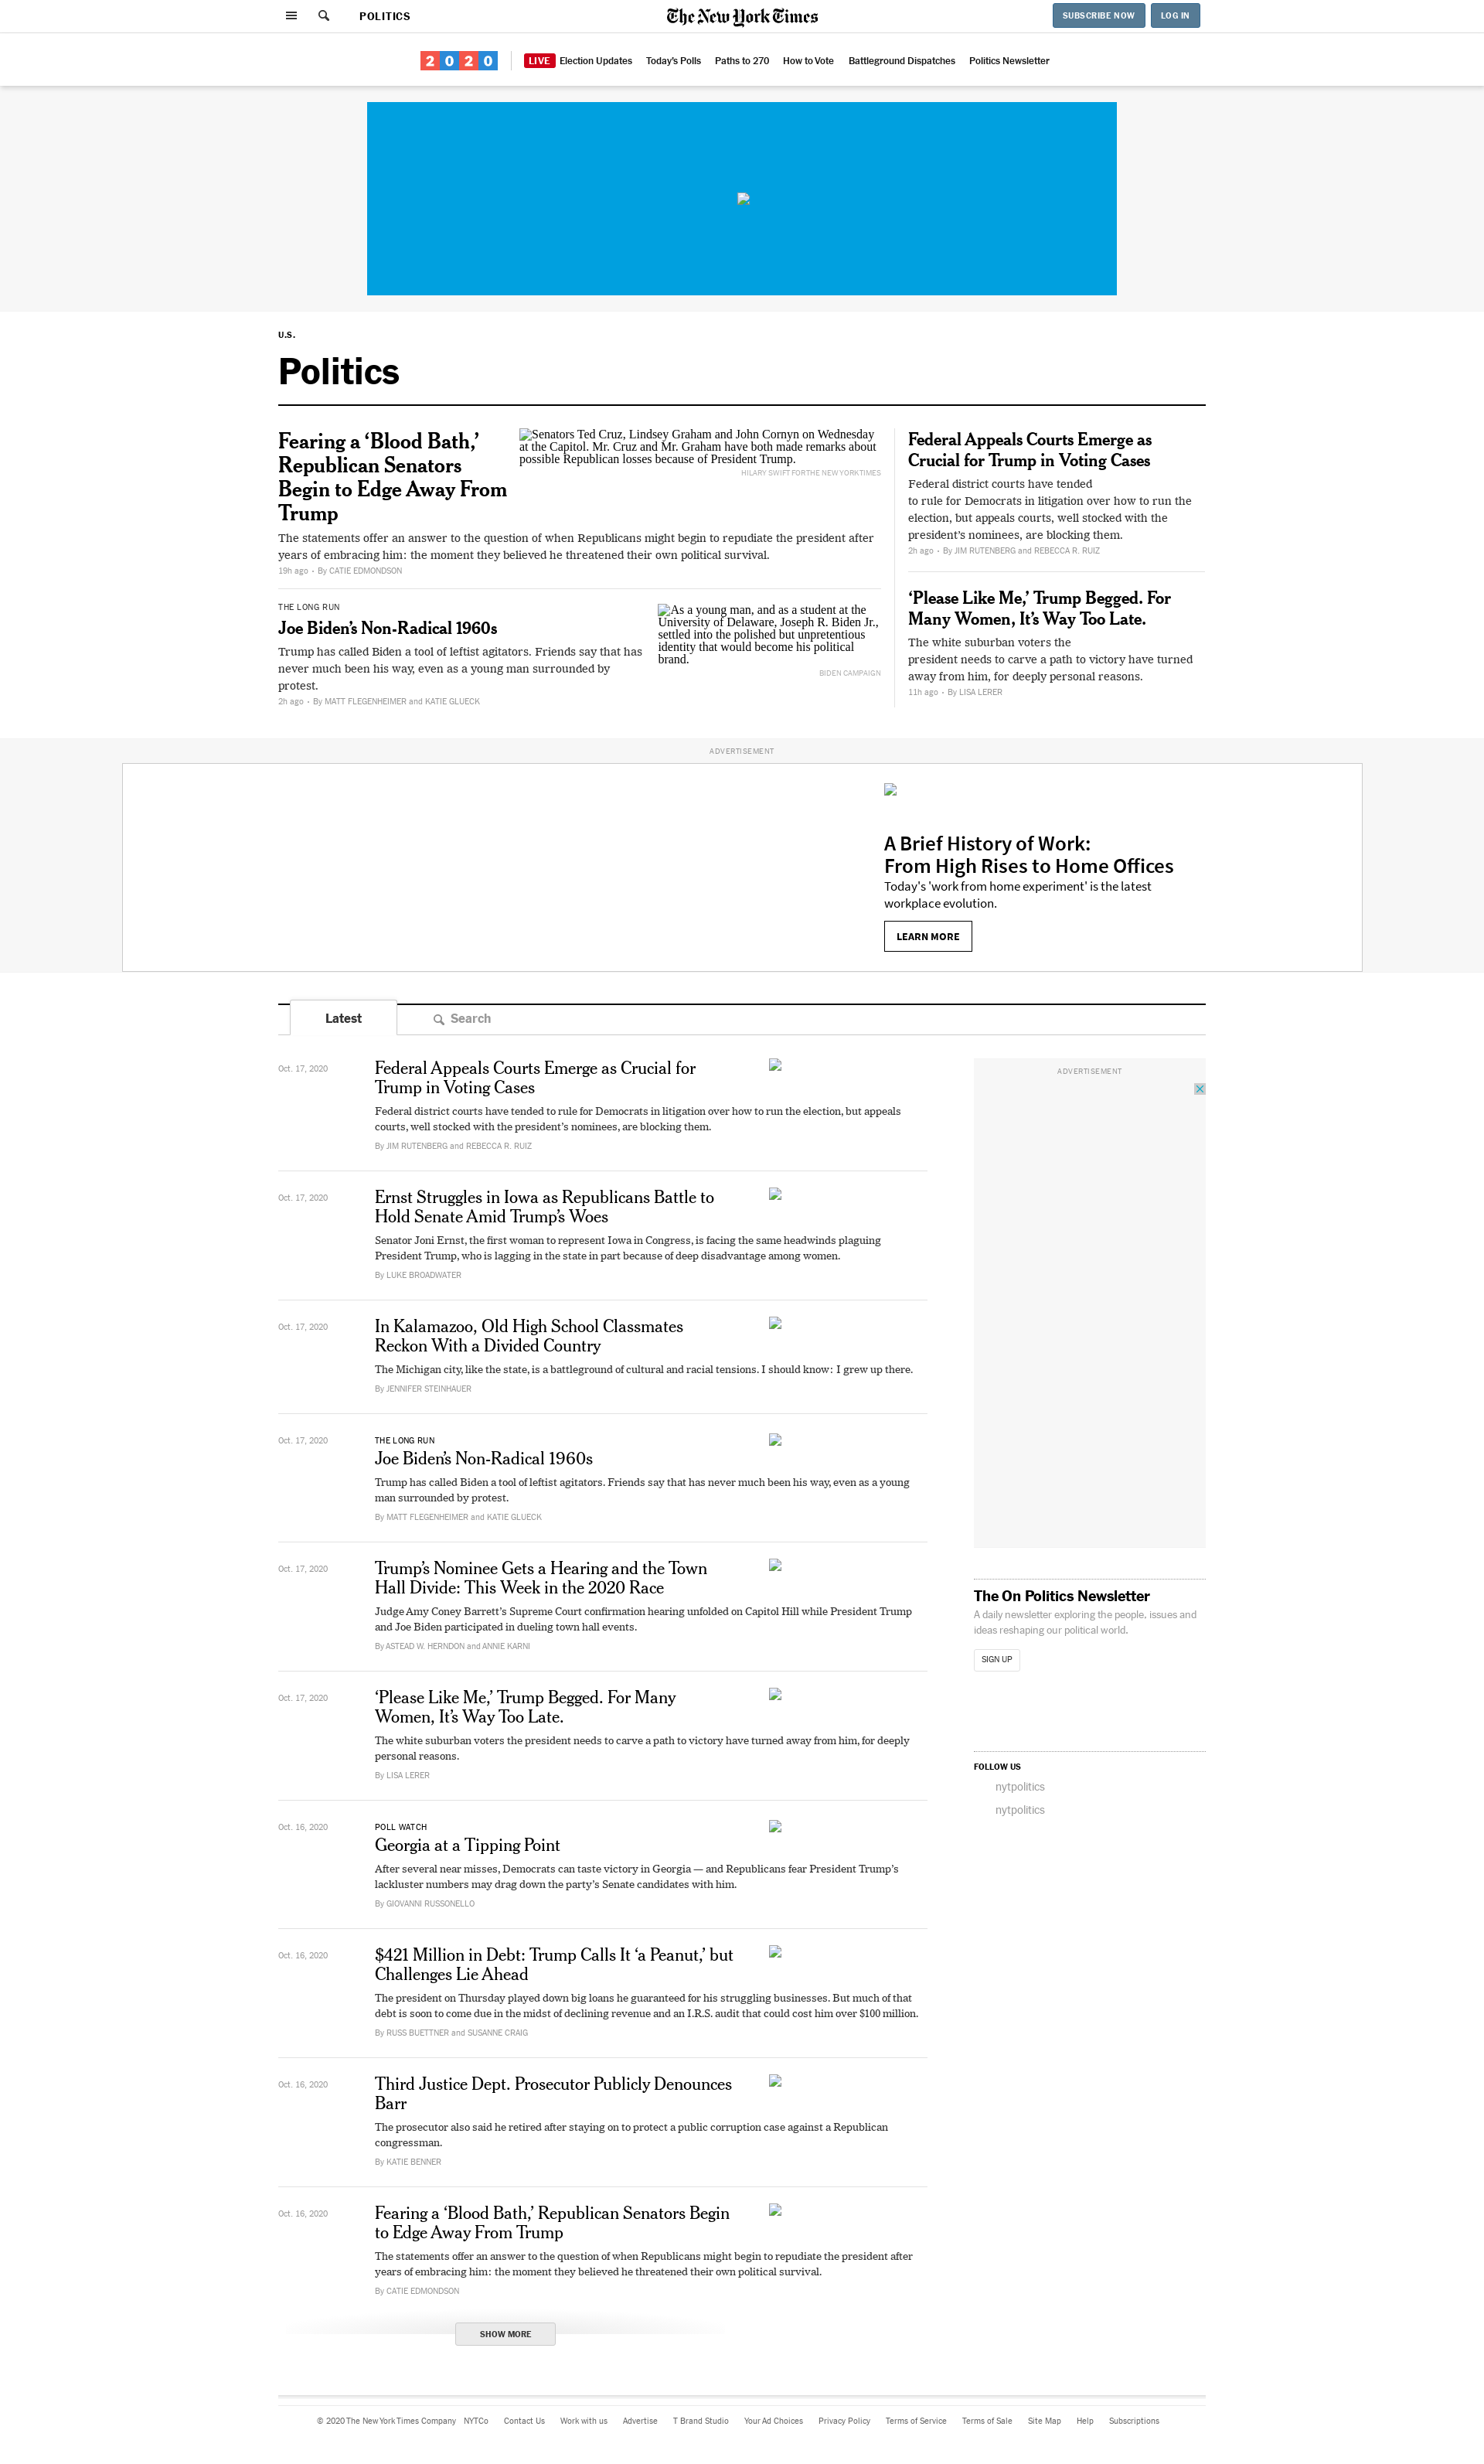 POLITICS
The New York Times
SUBSCRIBE NOW
LOG IN
2020
LIVE Election Updates
Today's Polls
Paths to 270
How to Vote
Battleground Dispatches
Politics Newsletter
U.S.
Politics
Fearing a ‘Blood Bath,’
Republican Senators
Begin to Edge Away From
Trump
Senators Ted Cruz, Lindsey Graham and John Cornyn on Wednesday
at the Capitol. Mr. Cruz and Mr. Graham have both made remarks about
possible Republican losses because of President Trump.
HILARY SWIFT FOR THE NEW YORK TIMES
The statements offer an answer to the question of when Republicans might begin to repudiate the president after
years of embracing him: the moment they believed he threatened their own political survival.
19h ago • By CATIE EDMONDSON
THE LONG RUN
Joe Biden’s Non-Radical 1960s
Trump has called Biden a tool of leftist agitators. Friends say that has
never much been his way, even as a young man surrounded by
protest.
2h ago • By MATT FLEGENHEIMER and KATIE GLUECK
As a young man, and as a student at the
University of Delaware, Joseph R. Biden Jr.,
settled into the polished but unpretentious
identity that would become his political
brand.
BIDEN CAMPAIGN
Federal Appeals Courts Emerge as
Crucial for Trump in Voting Cases
Federal district courts have tended
to rule for Democrats in litigation over how to run the
election, but appeals courts, well stocked with the
president’s nominees, are blocking them.
2h ago • By JIM RUTENBERG and REBECCA R. RUIZ
‘Please Like Me,’ Trump Begged. For
Many Women, It’s Way Too Late.
The white suburban voters the
president needs to carve a path to victory have turned
away from him, for deeply personal reasons.
11h ago • By LISA LERER
ADVERTISEMENT
A Brief History of Work:
From High Rises to Home Offices
Today's 'work from home experiment' is the latest
workplace evolution.
LEARN MORE
Latest
Search
Oct. 17, 2020
Federal Appeals Courts Emerge as Crucial for
Trump in Voting Cases
Federal district courts have tended to rule for Democrats in litigation over how to run the election, but appeals
courts, well stocked with the president’s nominees, are blocking them.
By JIM RUTENBERG and REBECCA R. RUIZ
Oct. 17, 2020
Ernst Struggles in Iowa as Republicans Battle to
Hold Senate Amid Trump’s Woes
Senator Joni Ernst, the first woman to represent Iowa in Congress, is facing the same headwinds plaguing
President Trump, who is lagging in the state in part because of deep disadvantage among women.
By LUKE BROADWATER
Oct. 17, 2020
In Kalamazoo, Old High School Classmates
Reckon With a Divided Country
The Michigan city, like the state, is a battleground of cultural and racial tensions. I should know: I grew up there.
By JENNIFER STEINHAUER
Oct. 17, 2020
THE LONG RUN
Joe Biden’s Non-Radical 1960s
Trump has called Biden a tool of leftist agitators. Friends say that has never much been his way, even as a young
man surrounded by protest.
By MATT FLEGENHEIMER and KATIE GLUECK
Oct. 17, 2020
Trump’s Nominee Gets a Hearing and the Town
Hall Divide: This Week in the 2020 Race
Judge Amy Coney Barrett’s Supreme Court confirmation hearing unfolded on Capitol Hill while President Trump
and Joe Biden participated in dueling town hall events.
By ASTEAD W. HERNDON and ANNIE KARNI
Oct. 17, 2020
‘Please Like Me,’ Trump Begged. For Many
Women, It’s Way Too Late.
The white suburban voters the president needs to carve a path to victory have turned away from him, for deeply
personal reasons.
By LISA LERER
Oct. 16, 2020
POLL WATCH
Georgia at a Tipping Point
After several near misses, Democrats can taste victory in Georgia — and Republicans fear President Trump’s
lackluster numbers may drag down the party’s Senate candidates with him.
By GIOVANNI RUSSONELLO
Oct. 16, 2020
$421 Million in Debt: Trump Calls It ‘a Peanut,’ but
Challenges Lie Ahead
The president on Thursday played down big loans he guaranteed for his struggling businesses. But much of that
debt is soon to come due in the midst of declining revenue and an I.R.S. audit that could cost him over $100 million.
By RUSS BUETTNER and SUSANNE CRAIG
Oct. 16, 2020
Third Justice Dept. Prosecutor Publicly Denounces
Barr
The prosecutor also said he retired after staying on to protect a public corruption case against a Republican
congressman.
By KATIE BENNER
Oct. 16, 2020
Fearing a ‘Blood Bath,’ Republican Senators Begin
to Edge Away From Trump
The statements offer an answer to the question of when Republicans might begin to repudiate the president after
years of embracing him: the moment they believed he threatened their own political survival.
By CATIE EDMONDSON
SHOW MORE
ADVERTISEMENT
The On Politics Newsletter
A daily newsletter exploring the people, issues and
ideas reshaping our political world.
SIGN UP
FOLLOW US
nytpolitics
nytpolitics
© 2020 The New York Times Company
NYTCo
Contact Us
Work with us
Advertise
T Brand Studio
Your Ad Choices
Privacy Policy
Terms of Service
Terms of Sale
Site Map
Help
Subscriptions